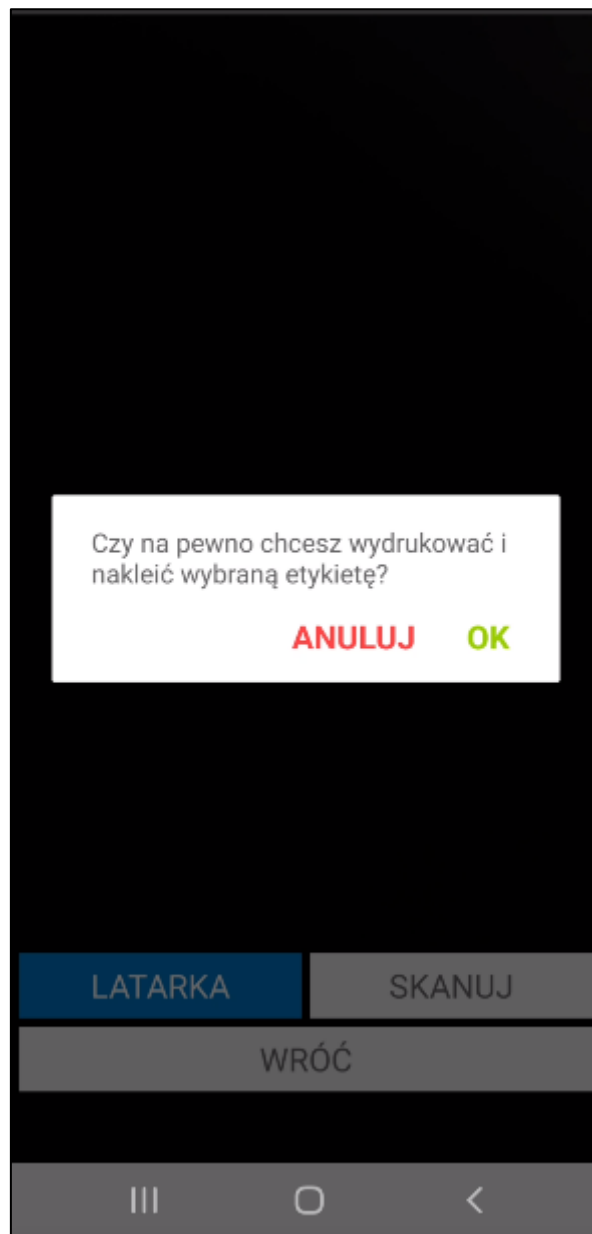 Czy na pewno chcesz wydrukować i
nakleić wybraną etykietę?
ANULUJ OK
LATARKA SKANUJ
WRÓĆ